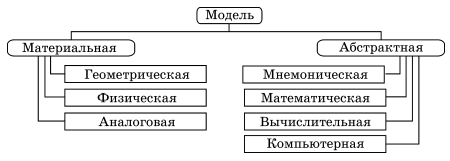 Модель
Материальная
Абстрактная
Геометрическая
Мнемоническая
Физическая
Математическая
Аналоговая
Вычислительная
Компьютерная